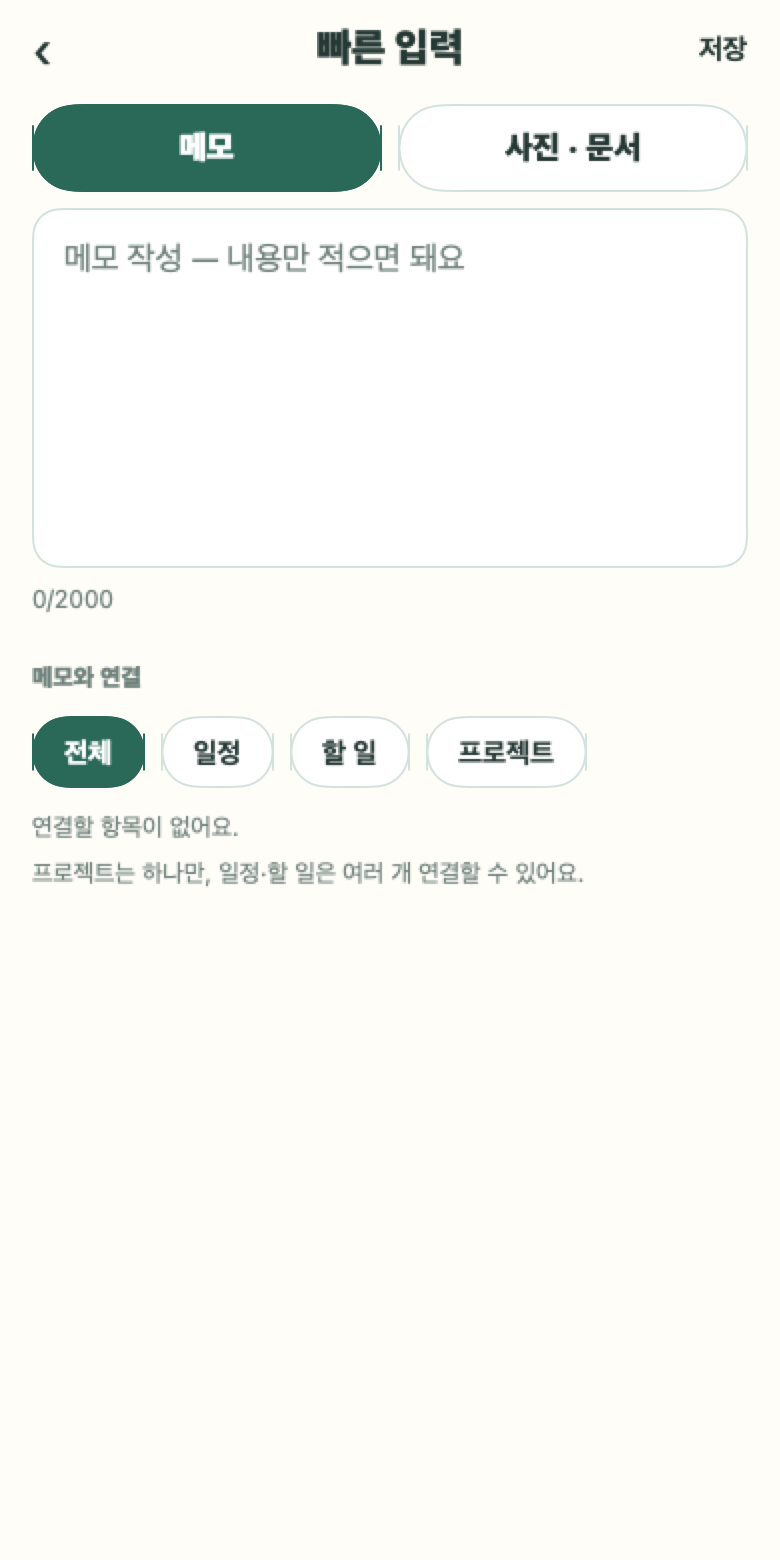 ‹ 빠른 입력 저장
메모 사진 · 문서
메모 작성 — 내용만 적으면 돼요
0/2000
메모와 연결
전체 일정 할 일 프로젝트
연결할 항목이 없어요.
프로젝트는 하나만, 일정·할 일은 여러 개 연결할 수 있어요.